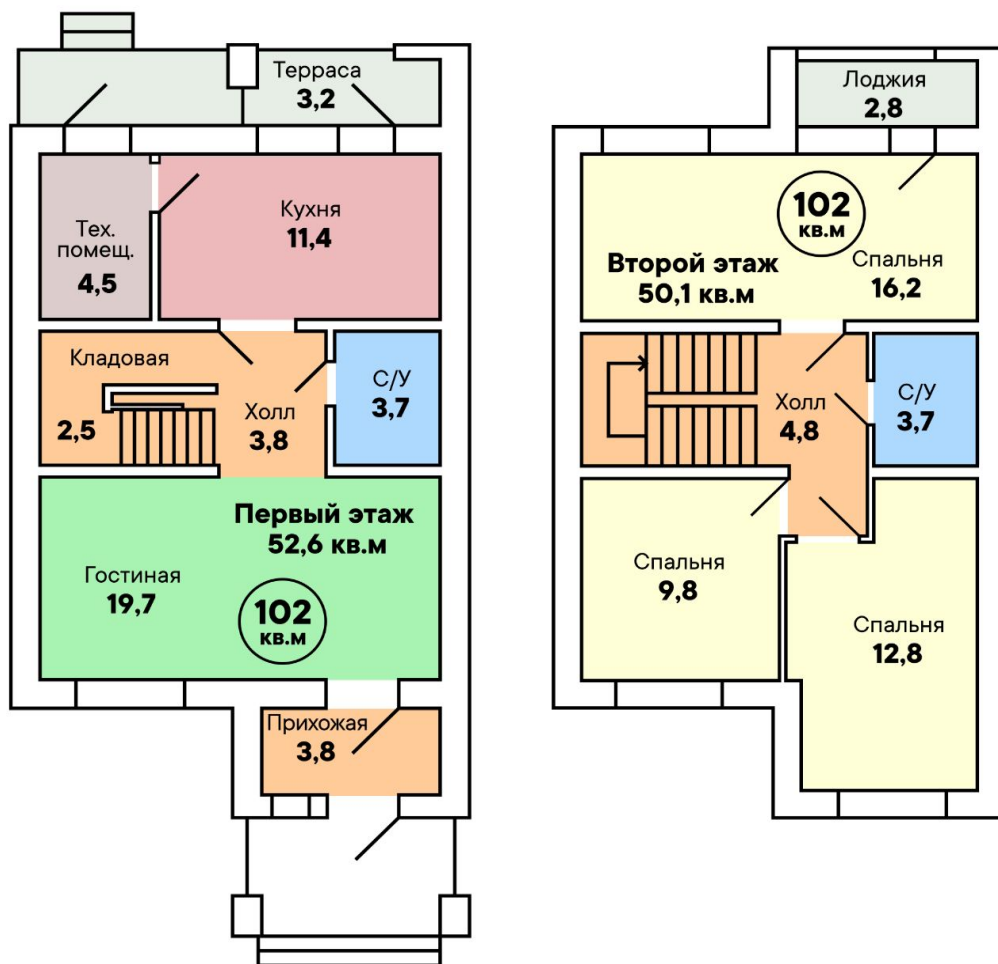 Терраса
3,2
Тех.
помещ.
4,5
Кухня
11,4
Кладовая
2,5
Холл
3,8
С/У
3,7
Первый этаж
52,6 кв.м
Гостиная
19,7
102
кв.м
Прихожая
3,8
Лоджия
2,8
102
кв.м
Второй этаж
50,1 кв.м
Спальня
16,2
Холл
4,8
С/У
3,7
Спальня
9,8
Спальня
12,8